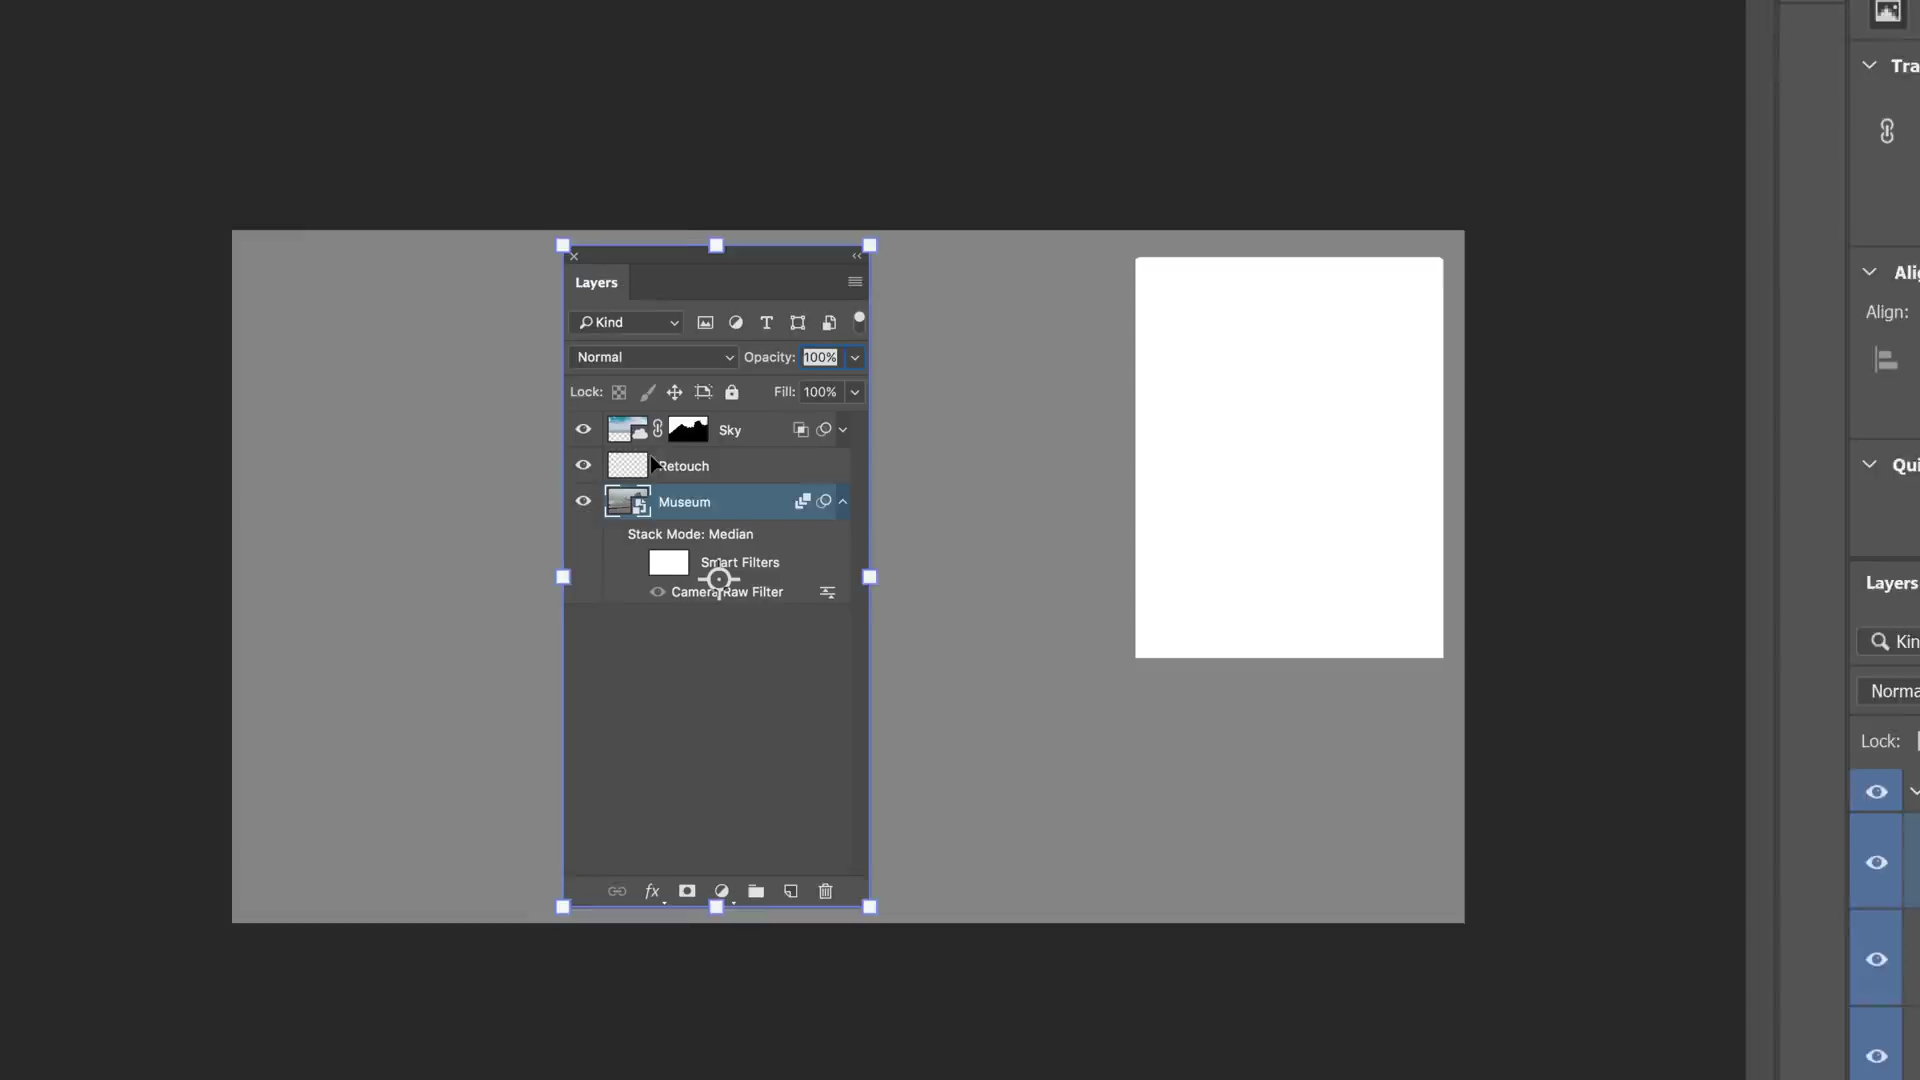 Layers
Kind
Normal Opacity: 100%
Lock: Fill: 100%
Sky
Retouch
Museum
Stack Mode: Median
Smart Filters
Camera Raw Filter
fx
Tra
Ali
Align:
Qui
Layers
Kin
Norma
Lock: